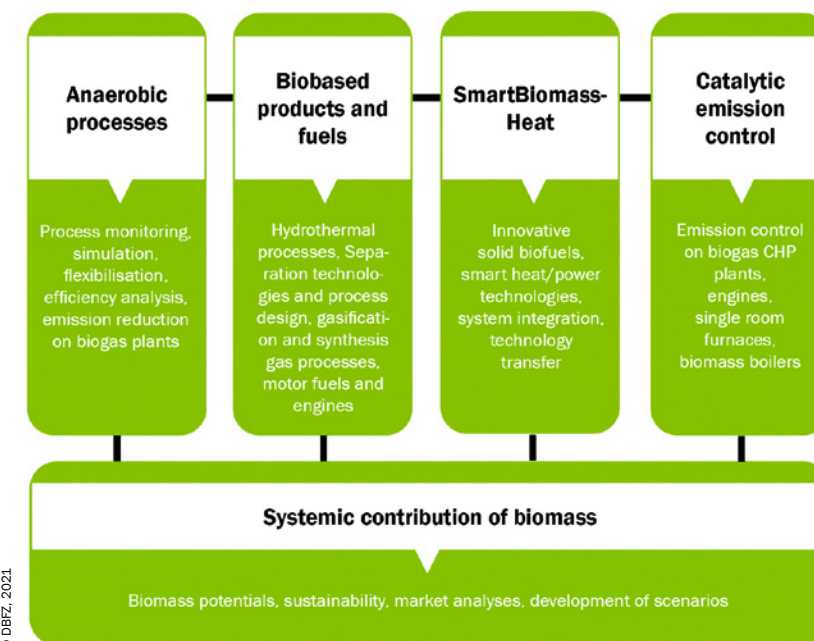 Anaerobic
processes
Process monitoring,
simulation,
flexibilisation,
efficiency analysis,
emission reduction
on biogas plants
Biobased
products and
fuels
Hydrothermal
processes, Sepa-
ration technolo-
gies and process
design, gasificati-
on and synthesis
gas processes,
motor fuels and
engines
SmartBiomass-
Heat
Innovative
solid biofuels,
smart heat/power
technologies,
system integration,
technology
transfer
Catalytic
emission
control
Emission control
on biogas CHP
plants,
engines,
single room
furnaces,
biomass boilers
Systemic contribution of biomass
Biomass potentials, sustainability, market analyses, development of scenarios
DBFZ, 2021